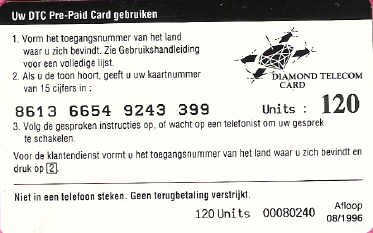 Uw DTC Pre-Paid Card gebruiken
1. Vorm het toegangsnummer van het land
waar u zich bevindt. Zie Gebruikshandleiding
voor een volledige lijst.
2. Als u de toon hoort, geeft u uw kaartnummer
van 15 cijfers in :
DIAMOND TELECOM
CARD
8613 6654 9243 399 Units : 120
3. Volg de gesproken instructies op, of wacht op een telefonist om uw gesprek
te schakelen.
Voor de klantendienst vormt u het toegangsnummer van het land waar u zich bevindt en
druk op 2.
Niet in een telefoon steken. Geen terugbetaling verstrijkt.
120 Units 00080240 Afloop
08/1996